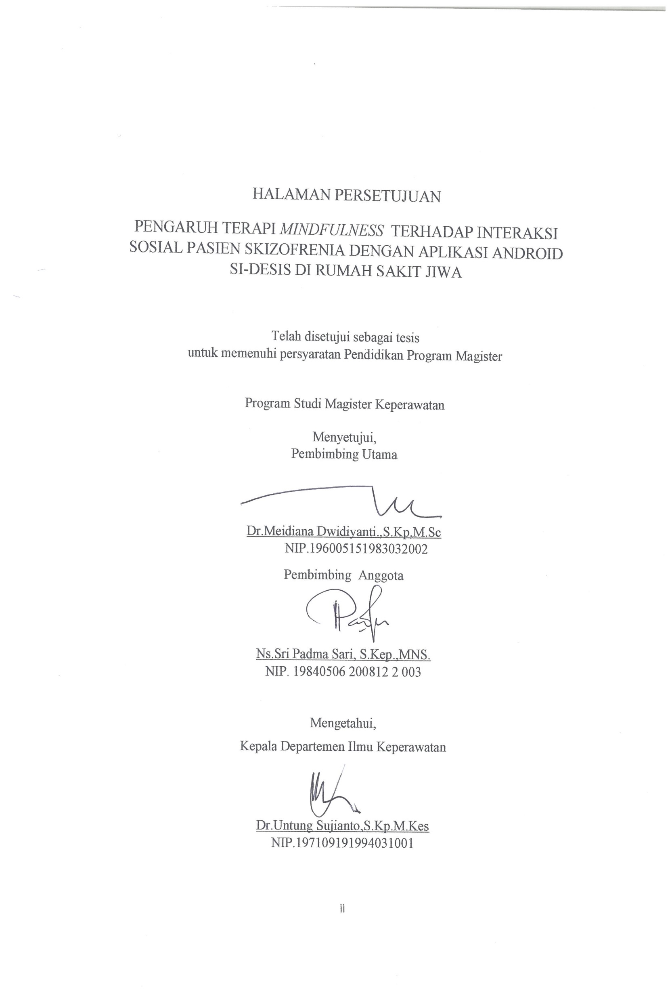 HALAMAN PERSETUJUAN
PENGARUH TERAPI MINDFULNESS TERHADAP INTERAKSI
SOSIAL PASIEN SKIZOFRENIA DENGAN APLIKASI ANDROID
SI-DESIS DI RUMAH SAKIT JIWA
Telah disetujui sebagai tesis
untuk memenuhi persyaratan Pendidikan Program Magister
Program Studi Magister Keperawatan
Menyetujui,
Pembimbing Utama
Dr.Meidiana Dwidiyanti.,S.Kp,M.Sc
NIP.196005151983032002
Pembimbing Anggota
Ns.Sri Padma Sari, S.Kep.,MNS.
NIP. 19840506 200812 2 003
Mengetahui,
Kepala Departemen Ilmu Keperawatan
Dr.Untung Sujianto,S.Kp.M.Kes
NIP.197109191994031001
ii